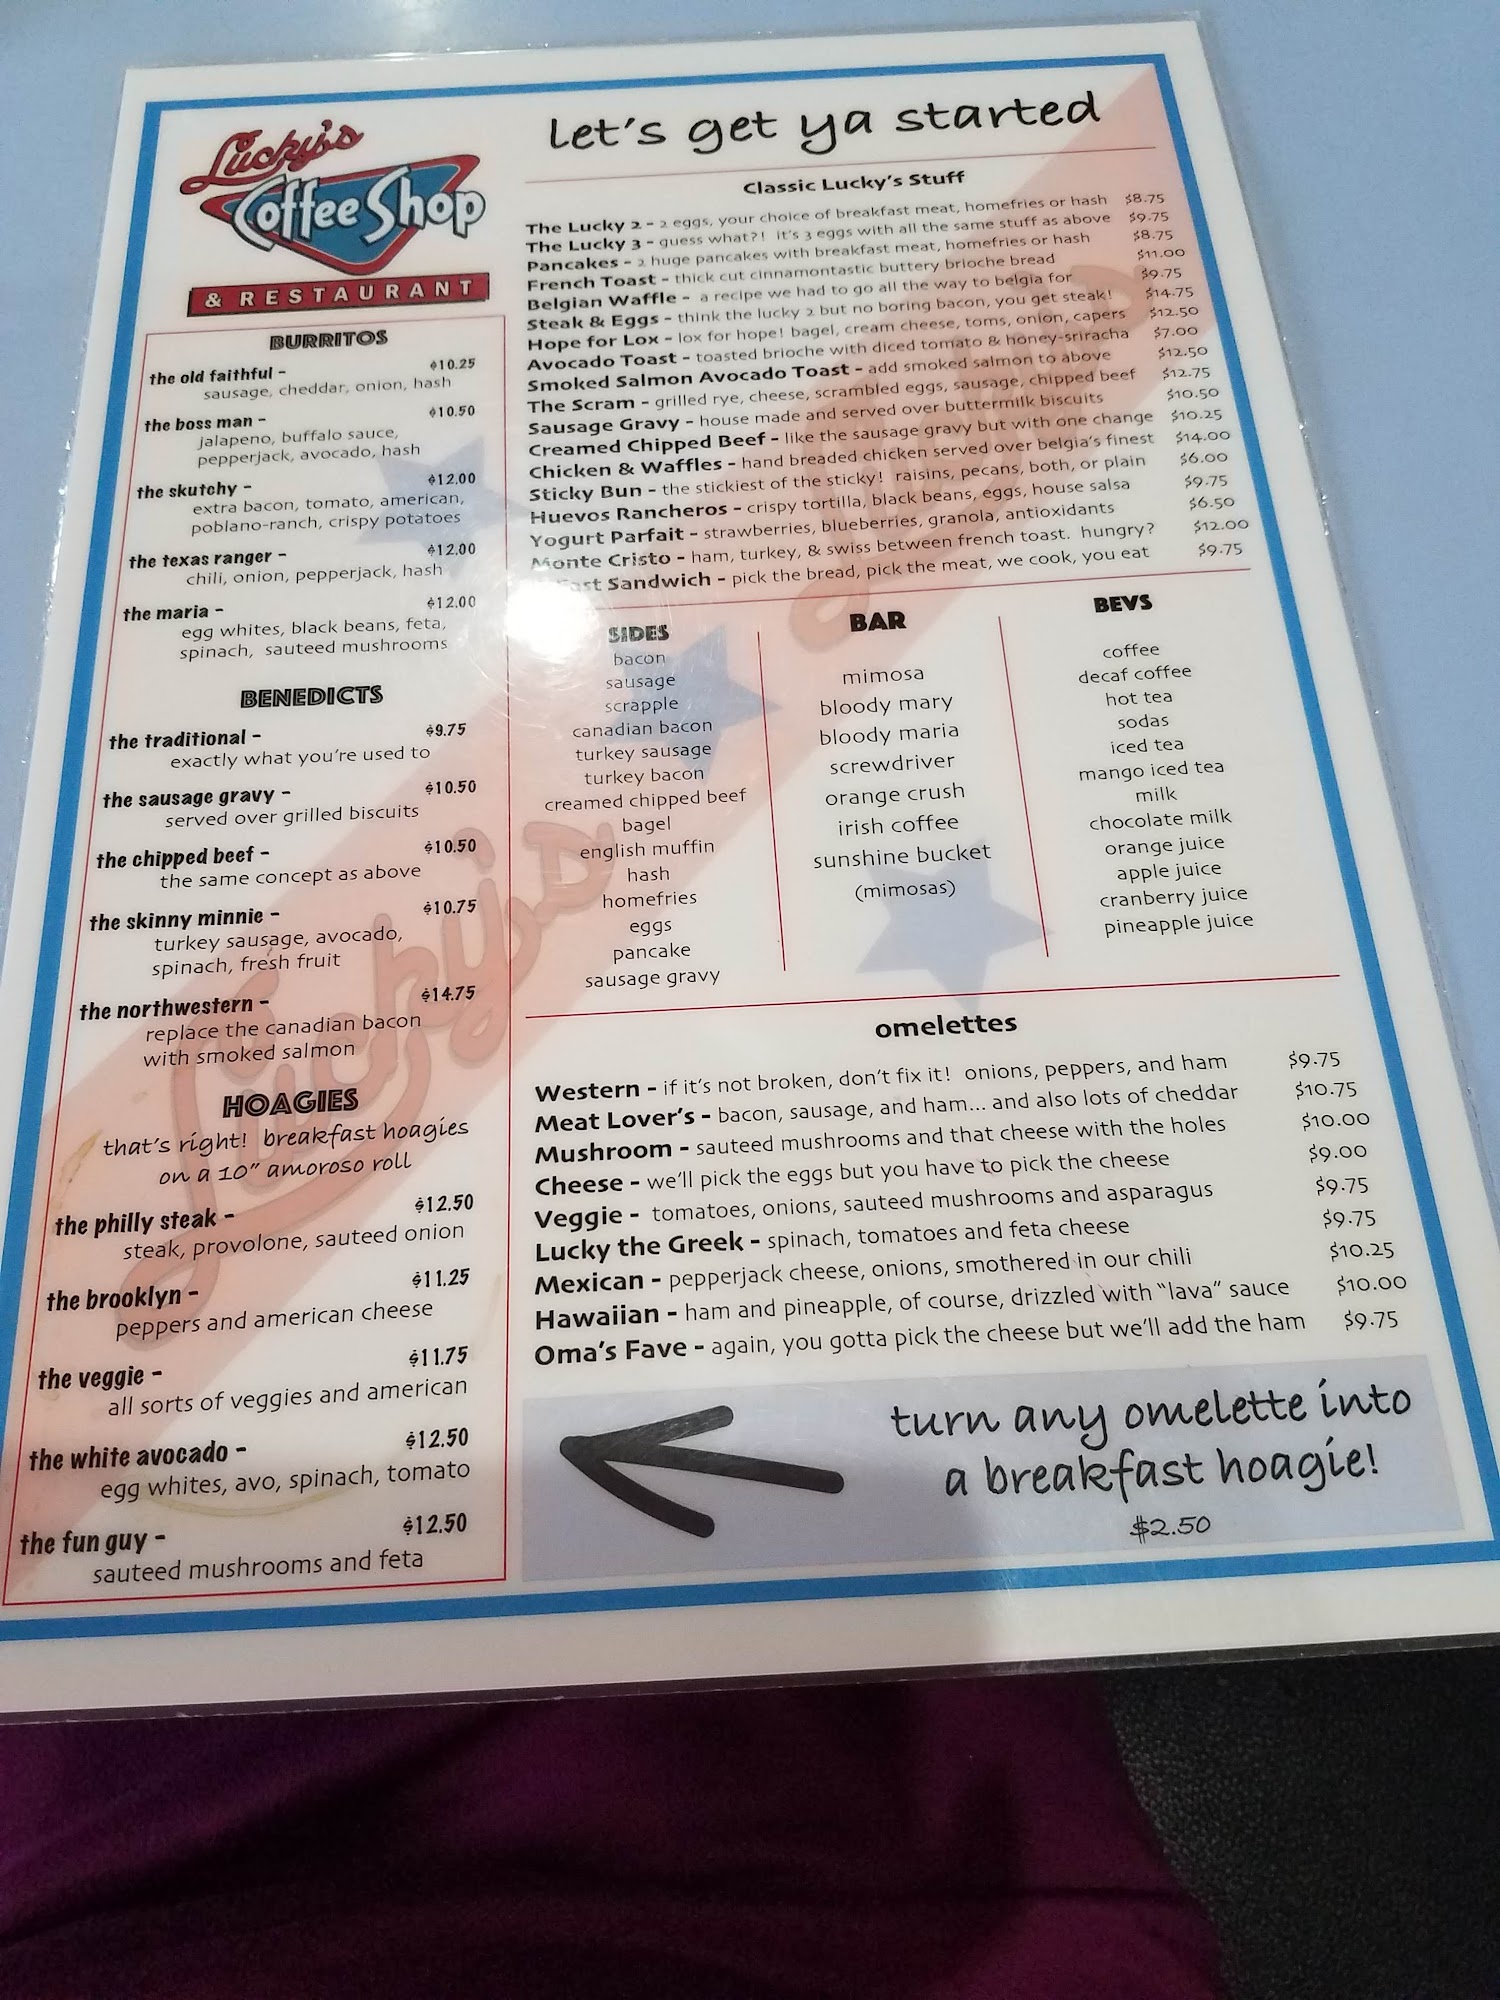 Lucky's
Coffee Shop
& RESTAURANT
BURRITOS
the old faithful - $10.25
sausage, cheddar, onion, hash
the boss man - $10.50
jalapeno, buffalo sauce,
pepperjack, avocado, hash
the skutchy - $12.00
extra bacon, tomato, american,
poblano-ranch, crispy potatoes
the texas ranger - $12.00
chili, onion, pepperjack, hash
the maria - $12.00
egg whites, black beans, feta,
spinach, sauteed mushrooms
BENEDICTS
the traditional - $9.75
exactly what you're used to
the sausage gravy - $10.50
served over grilled biscuits
the chipped beef - $10.50
the same concept as above
the skinny minnie - $10.75
turkey sausage, avocado,
spinach, fresh fruit
the northwestern - $14.75
replace the canadian bacon
with smoked salmon
HOAGIES
that's right! breakfast hoagies
on a 10" amoroso roll
the philly steak - $12.50
steak, provolone, sauteed onion
the brooklyn - $11.25
peppers and american cheese
the veggie - $11.75
all sorts of veggies and american
the white avocado - $12.50
egg whites, avo, spinach, tomato
the fun guy - $12.50
sauteed mushrooms and feta
let's get ya started
Classic Lucky's Stuff
The Lucky 2 - 2 eggs, your choice of breakfast meat, homefries or hash $8.75
The Lucky 3 - guess what?! it's 3 eggs with all the same stuff as above $9.75
Pancakes - 2 huge pancakes with breakfast meat, homefries or hash $8.75
French Toast - thick cut cinnamontastic buttery brioche bread $11.00
Belgian Waffle - a recipe we had to go all the way to belgia for $9.75
Steak & Eggs - think the lucky 2 but no boring bacon, you get steak! $14.75
Hope for Lox - lox for hope! bagel, cream cheese, toms, onion, capers $12.50
Avocado Toast - toasted brioche with diced tomato & honey-sriracha $7.00
Smoked Salmon Avocado Toast - add smoked salmon to above $12.50
The Scram - grilled rye, cheese, scrambled eggs, sausage, chipped beef $12.75
Sausage Gravy - house made and served over buttermilk biscuits $10.50
Creamed Chipped Beef - like the sausage gravy but with one change $10.25
Chicken & Waffles - hand breaded chicken served over belgia's finest $14.00
Sticky Bun - the stickiest of the sticky! raisins, pecans, both, or plain $6.00
Huevos Rancheros - crispy tortilla, black beans, eggs, house salsa $9.75
Yogurt Parfait - strawberries, blueberries, granola, antioxidants $6.50
Monte Cristo - ham, turkey, & swiss between french toast. hungry? $12.00
Sandwich - pick the bread, pick the meat, we cook, you eat $9.75
SIDES
bacon
sausage
scrapple
canadian bacon
turkey sausage
turkey bacon
creamed chipped beef
bagel
english muffin
hash
homefries
eggs
pancake
sausage gravy
BAR
mimosa
bloody mary
bloody maria
screwdriver
orange crush
irish coffee
sunshine bucket
(mimosas)
BEVS
coffee
decaf coffee
hot tea
sodas
iced tea
mango iced tea
milk
chocolate milk
orange juice
apple juice
cranberry juice
pineapple juice
omelettes
Western - if it's not broken, don't fix it! onions, peppers, and ham $9.75
Meat Lover's - bacon, sausage, and ham... and also lots of cheddar $10.75
Mushroom - sauteed mushrooms and that cheese with the holes $10.00
Cheese - we'll pick the eggs but you have to pick the cheese $9.00
Veggie - tomatoes, onions, sauteed mushrooms and asparagus $9.75
Lucky the Greek - spinach, tomatoes and feta cheese $9.75
Mexican - pepperjack cheese, onions, smothered in our chili $10.25
Hawaiian - ham and pineapple, of course, drizzled with "lava" sauce $10.00
Oma's Fave - again, you gotta pick the cheese but we'll add the ham $9.75
turn any omelette into
a breakfast hoagie!
$2.50